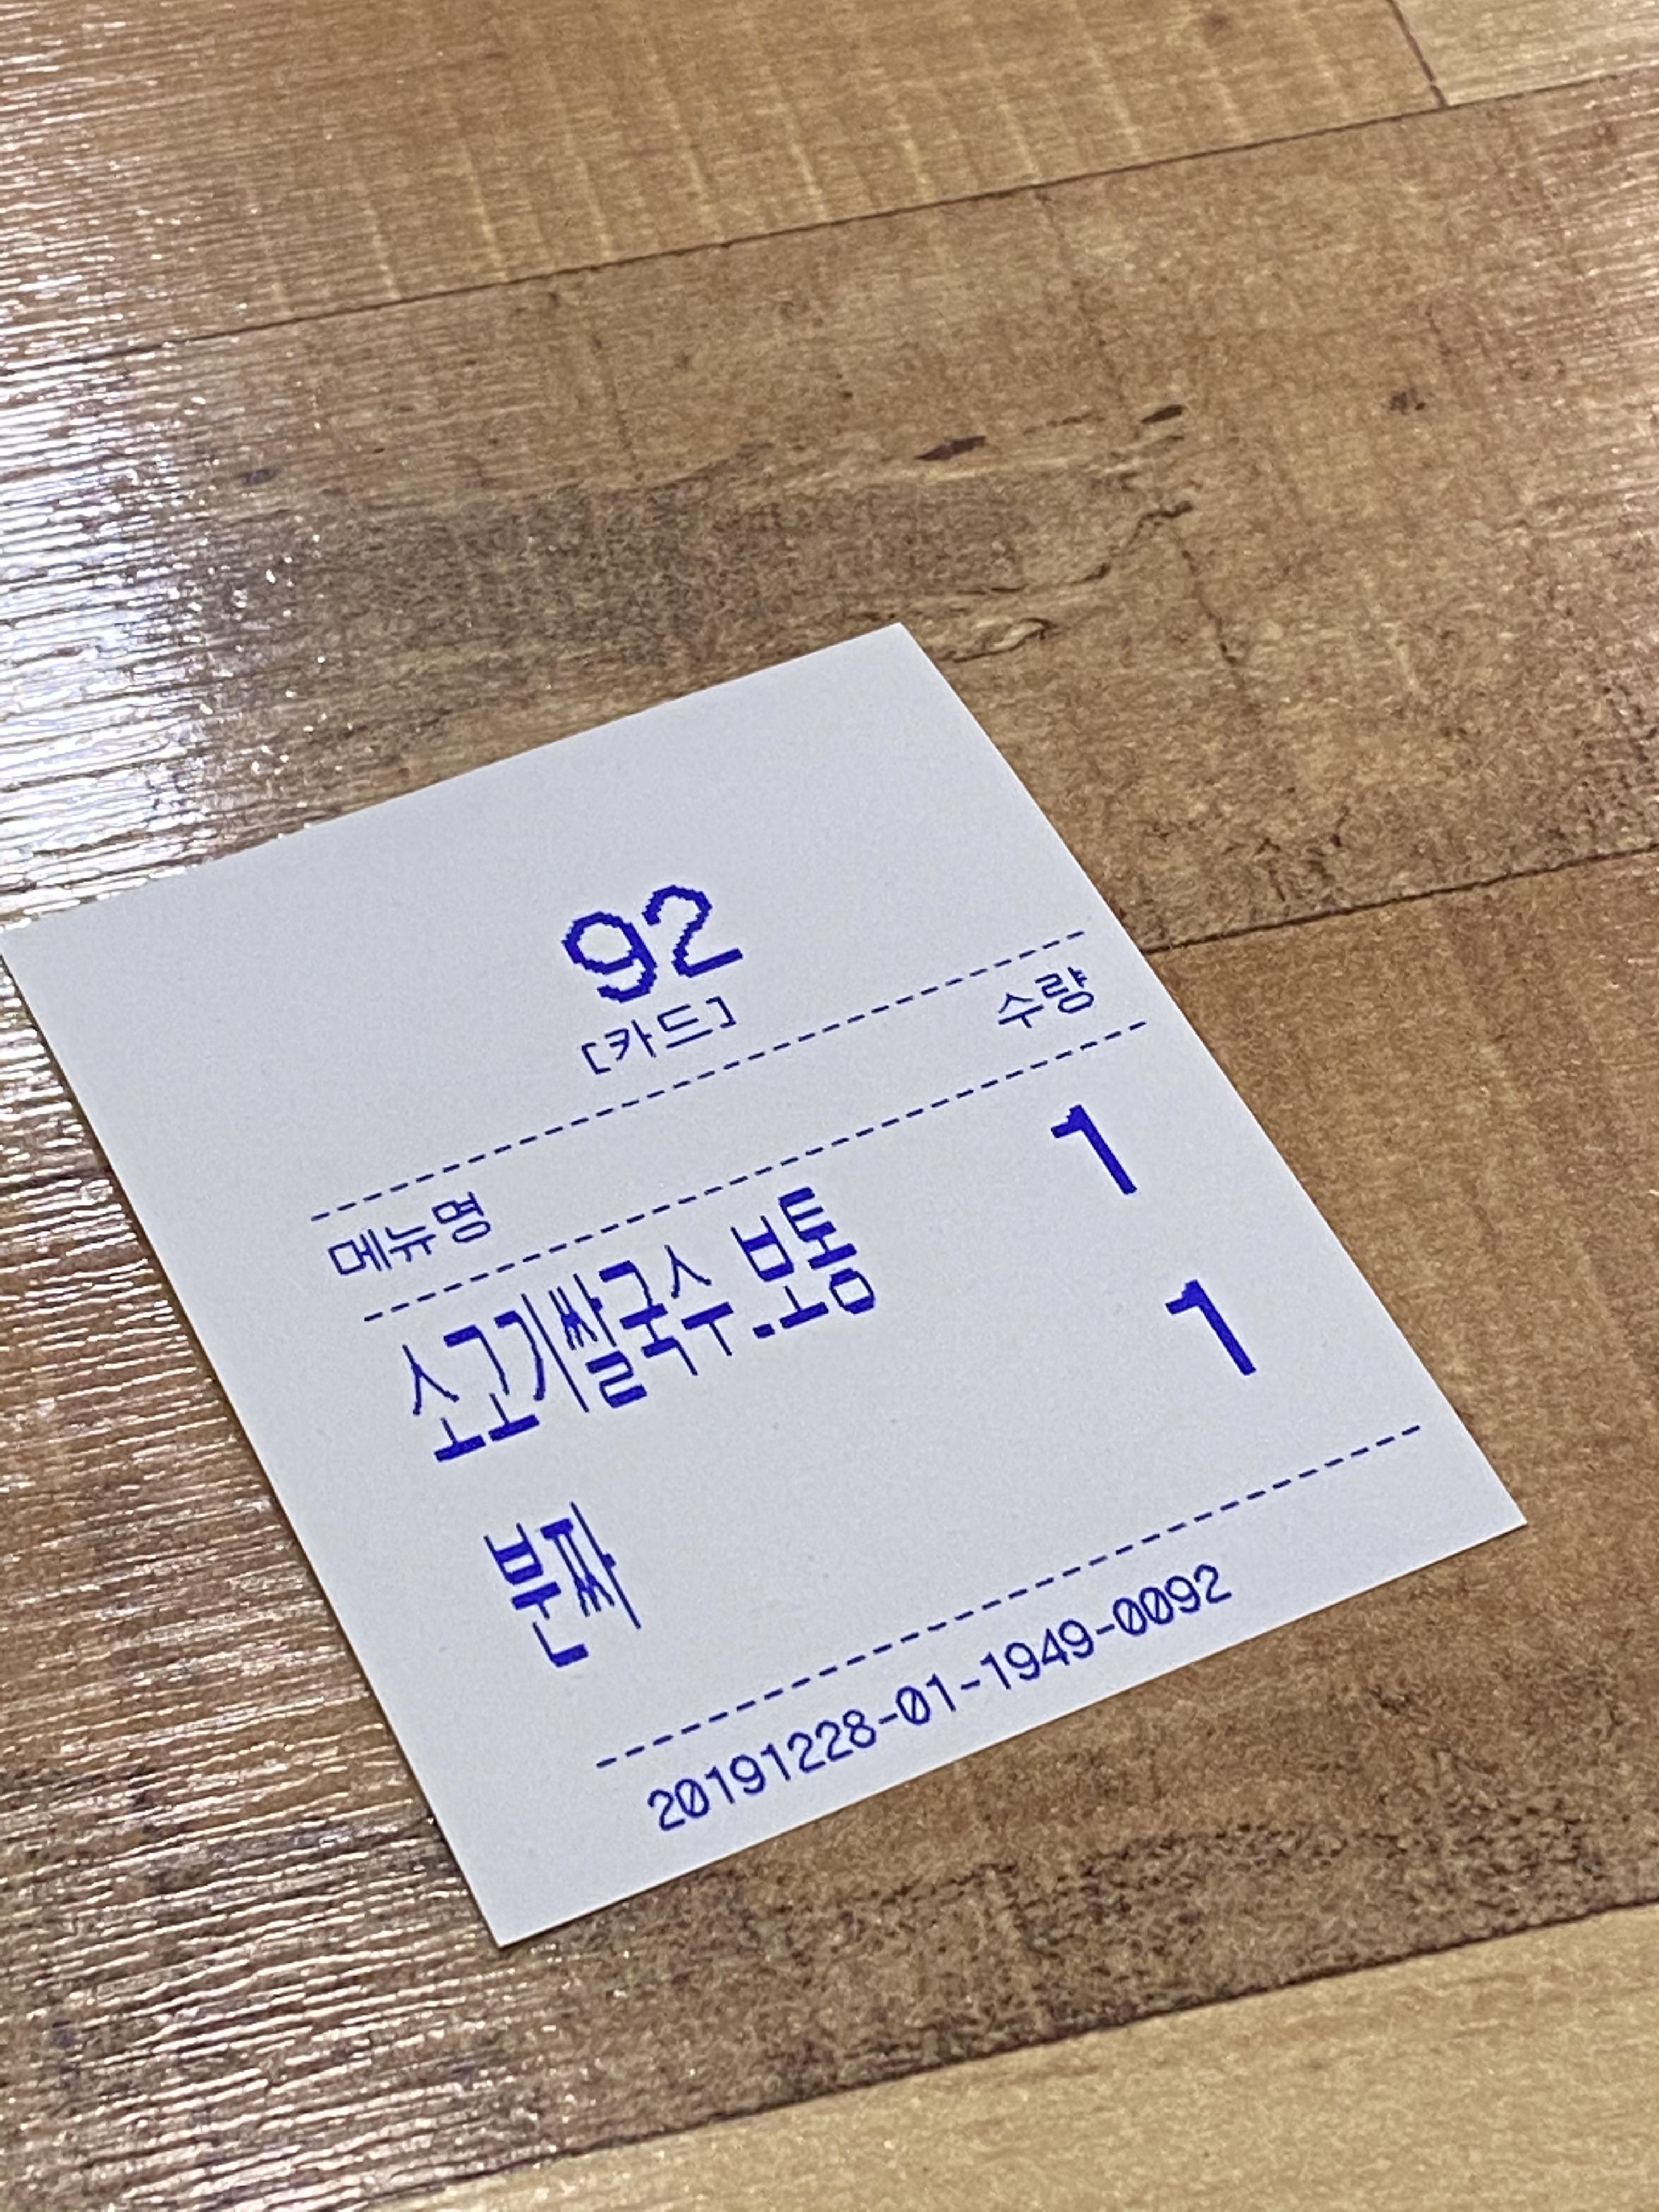 92
[카드]
메뉴명 수량
소고기쌀국수.보통 1
분짜 1
20191228-01-1949-0092